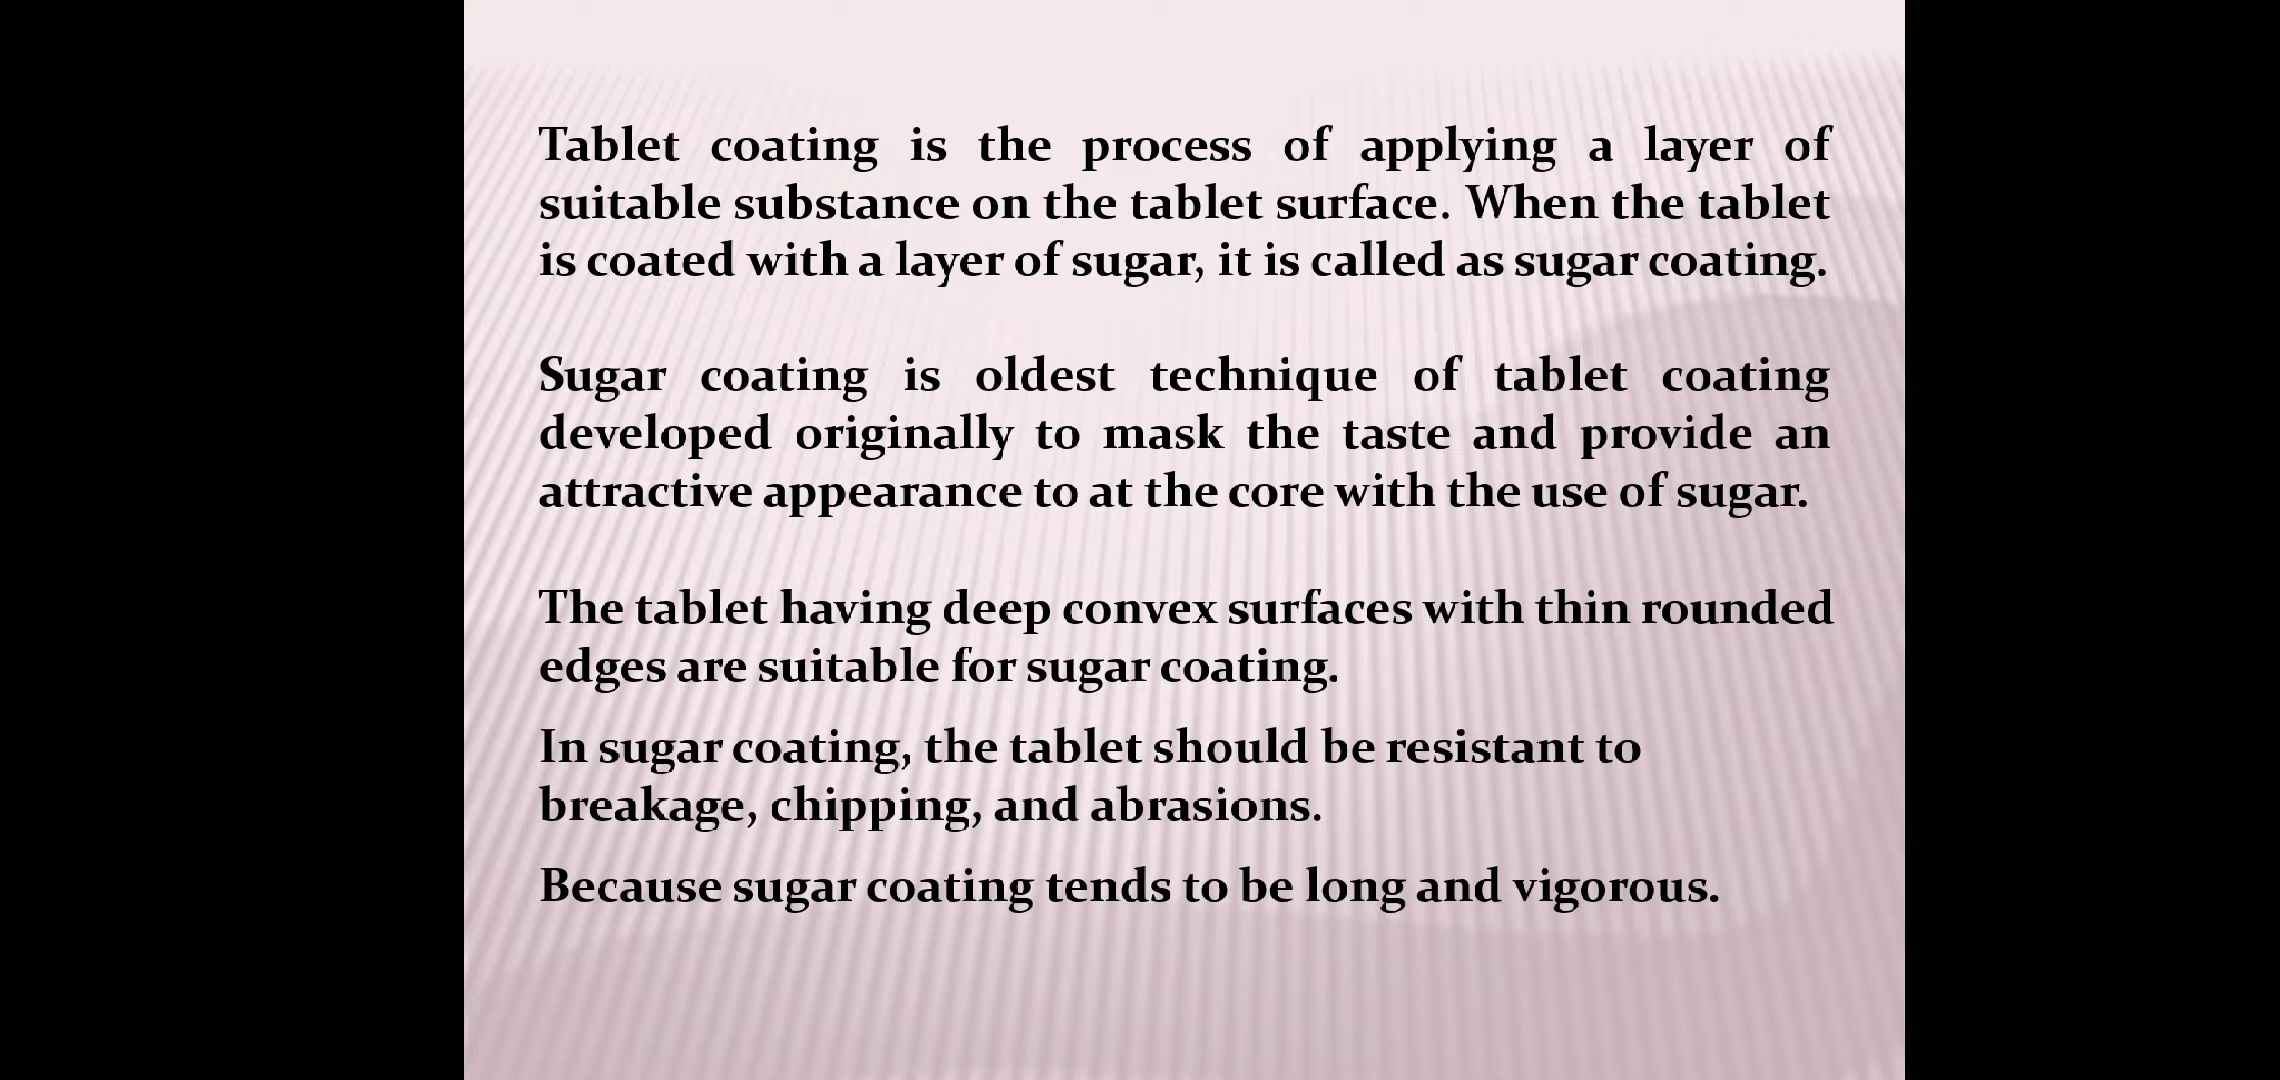 Tablet coating is the process of applying a layer of
suitable substance on the tablet surface. When the tablet
is coated with a layer of sugar, it is called as sugar coating.
Sugar coating is oldest technique of tablet coating
developed originally to mask the taste and provide an
attractive appearance to at the core with the use of sugar.
The tablet having deep convex surfaces with thin rounded
edges are suitable for sugar coating.
In sugar coating, the tablet should be resistant to
breakage, chipping, and abrasions.
Because sugar coating tends to be long and vigorous.